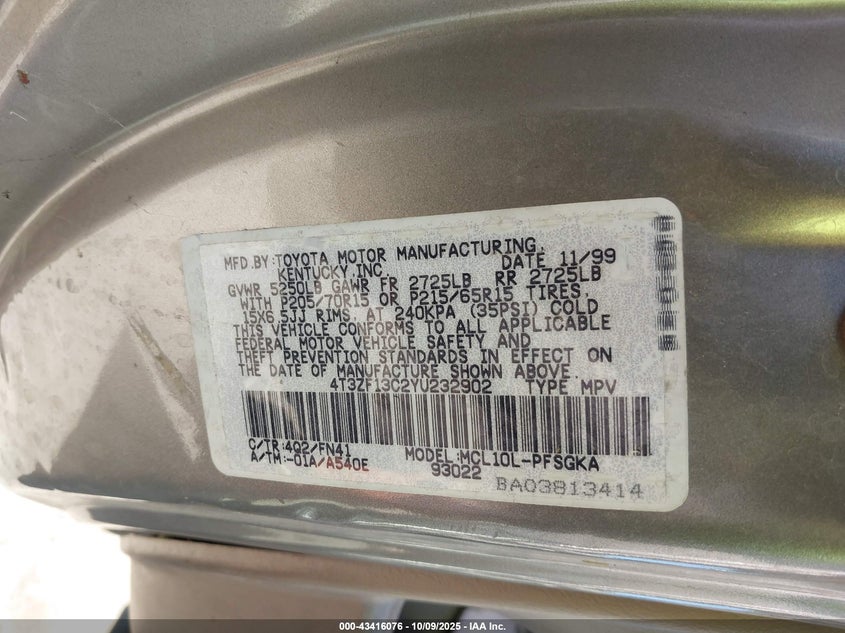 MFD.BY:TOYOTA MOTOR MANUFACTURING,
KENTUCKY,INC. DATE 11/99
GVWR 5250LB GAWR FR 2725LB RR 2725LB
WITH P205/70R15 OR P215/65R15 TIRES,
15X6.5JJ RIMS, AT 240KPA (35PSI) COLD
THIS VEHICLE CONFORMS TO ALL APPLICABLE
FEDERAL MOTOR VEHICLE SAFETY AND
THEFT PREVENTION STANDARDS IN EFFECT ON
THE DATE OF MANUFACTURE SHOWN ABOVE.
4T3ZF13C2YU232902 TYPE MPV
C/TR:4Q2/FN41 MODEL:MCL10L-PFSGKA
A/TM:-01A/A540E 93022
BA03813414
000-43416076 - 10/09/2025 - IAA Inc.